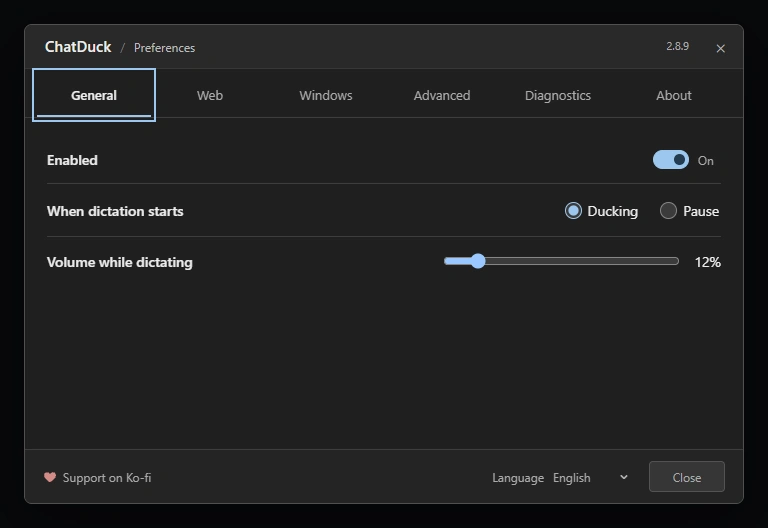 ChatDuck / Preferences 2.8.9
General Web Windows Advanced Diagnostics About
Enabled On
When dictation starts Ducking Pause
Volume while dictating 12%
Support on Ko-fi Language English Close